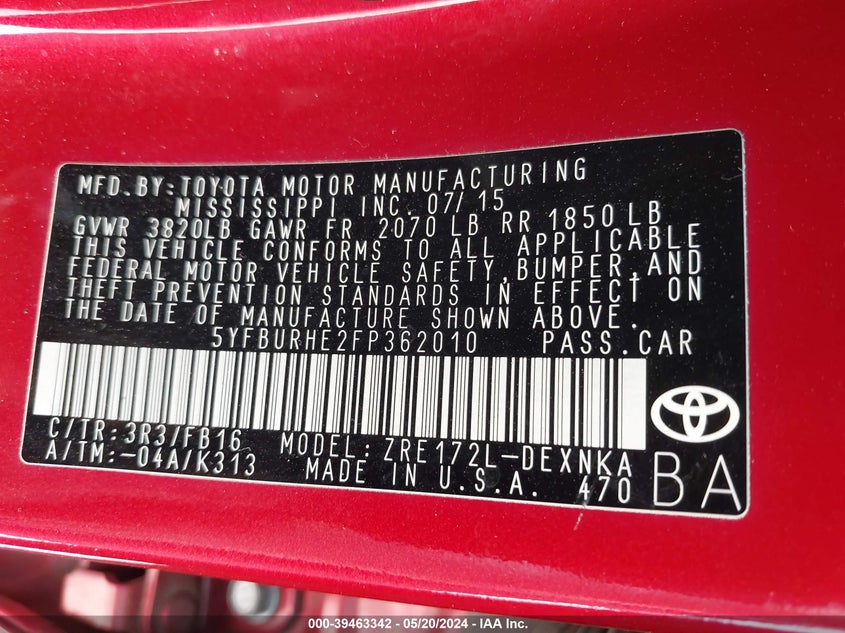 MFD.BY:TOYOTA MOTOR MANUFACTURING
MISSISSIPPI INC. 07/15
GVWR 3820LB GAWR FR 2070 LB RR 1850 LB
THIS VEHICLE CONFORMS TO ALL APPLICABLE
FEDERAL MOTOR VEHICLE SAFETY,BUMPER,AND
THEFT PREVENTION STANDARDS IN EFFECT ON
THE DATE OF MANUFACTURE SHOWN ABOVE.
5YFBURHE2FP362010 PASS.CAR
C/TR:3R3/FB16 MODEL:ZRE172L-DEXNKA
A/TM:-04A/K313 MADE IN U.S.A. 470
BA
000-39463342 - 05/20/2024 - IAA Inc.